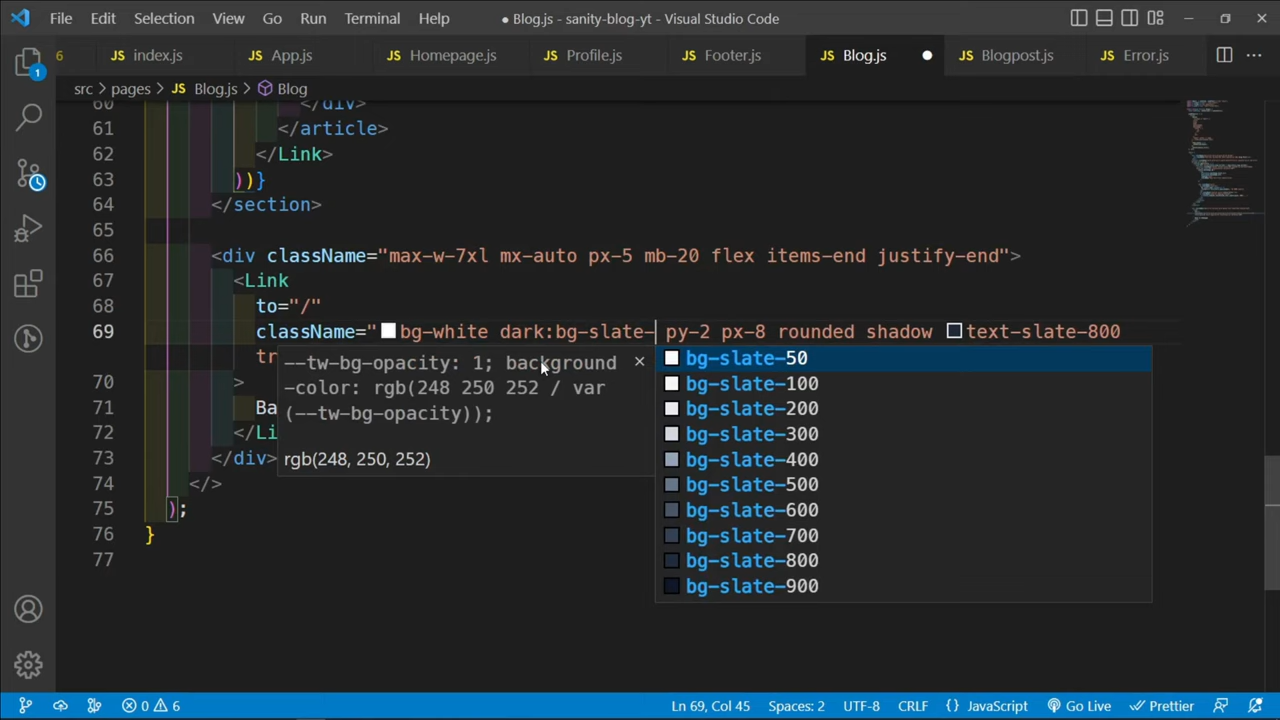 File Edit Selection View Go Run Terminal Help ● Blog.js - sanity-blog-yt - Visual Studio Code
6 JS index.js JS App.js JS Homepage.js JS Profile.js JS Footer.js JS Blog.js JS Blogpost.js JS Error.js
src > pages > JS Blog.js > Blog
60 </div>
61 </article>
62 </Link>
63 ))}
64 </section>
65
66 <div className="max-w-7xl mx-auto px-5 mb-20 flex items-end justify-end">
67 <Link
68 to="/"
69 className=" bg-white dark:bg-slate- py-2 px-8 rounded shadow text-slate-800
tr
70 >
71 Ba
72 </Li
73 </div>
74 </>
75 );
76 }
77
--tw-bg-opacity: 1; background
-color: rgb(248 250 252 / var
(--tw-bg-opacity));
rgb(248, 250, 252)
bg-slate-50
bg-slate-100
bg-slate-200
bg-slate-300
bg-slate-400
bg-slate-500
bg-slate-600
bg-slate-700
bg-slate-800
bg-slate-900
1
0 6 Ln 69, Col 45 Spaces: 2 UTF-8 CRLF {} JavaScript Go Live Prettier